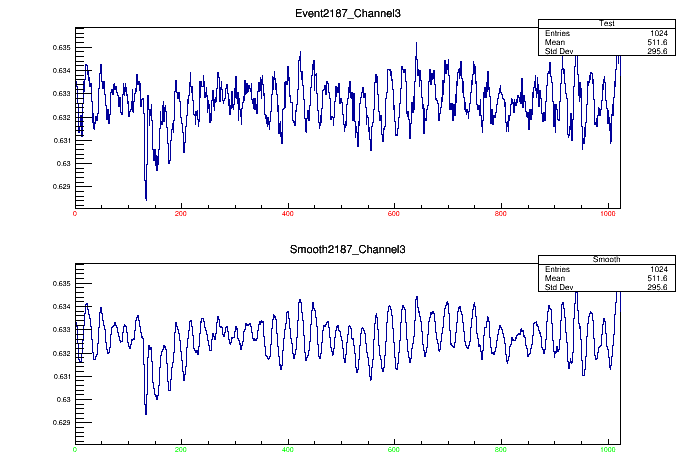 Event2187_Channel3
Test
Entries 1024
Mean 511.6
Std Dev 295.6
0.635
0.634
0.633
0.632
0.631
0.63
0.629
0 200 400 600 800 1000
Smooth2187_Channel3
Smooth
Entries 1024
Mean 511.6
Std Dev 295.6
0.635
0.634
0.633
0.632
0.631
0.63
0.629
0 200 400 600 800 1000